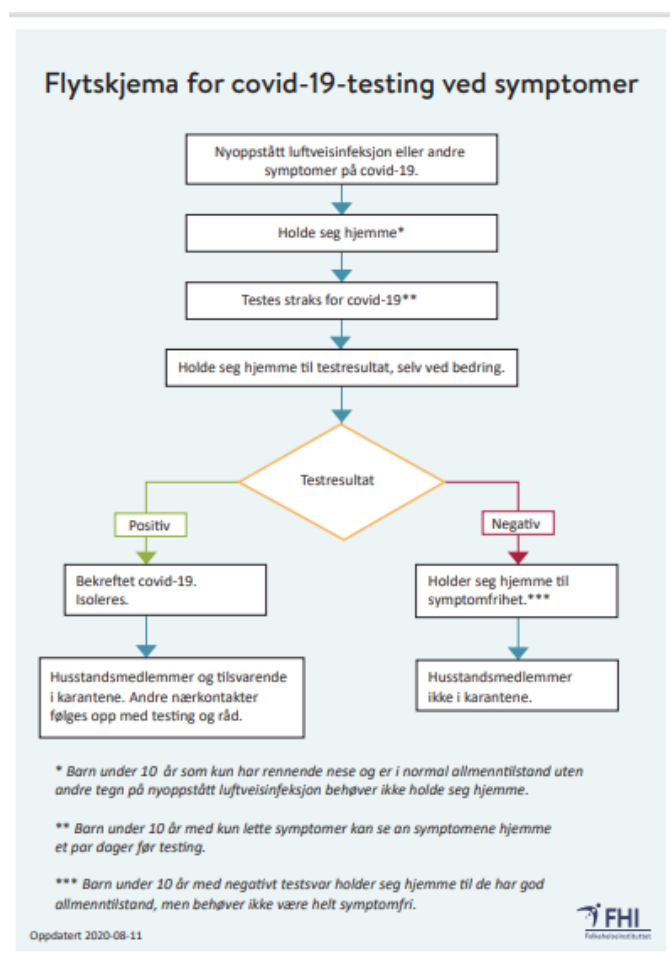 Flytskjema for covid-19-testing ved symptomer
Nyoppstått luftveisinfeksjon eller andre
symptomer på covid-19.
Holde seg hjemme*
Testes straks for covid-19**
Holde seg hjemme til testresultat, selv ved bedring.
Testresultat
Positiv
Negativ
Bekreftet covid-19.
Isoleres.
Holder seg hjemme til
symptomfrihet.***
Husstandsmedlemmer og tilsvarende
i karantene. Andre nærkontakter
følges opp med testing og råd.
Husstandsmedlemmer
ikke i karantene.
* Barn under 10 år som kun har rennende nese og er i normal allmenntilstand uten
andre tegn på nyoppstått luftveisinfeksjon behøver ikke holde seg hjemme.
** Barn under 10 år med kun lette symptomer kan se an symptomene hjemme
et par dager før testing.
*** Barn under 10 år med negativt testsvar holder seg hjemme til de har god
allmenntilstand, men behøver ikke være helt symptomfri.
FHI
Folkehelseinstituttet
Oppdatert 2020-08-11